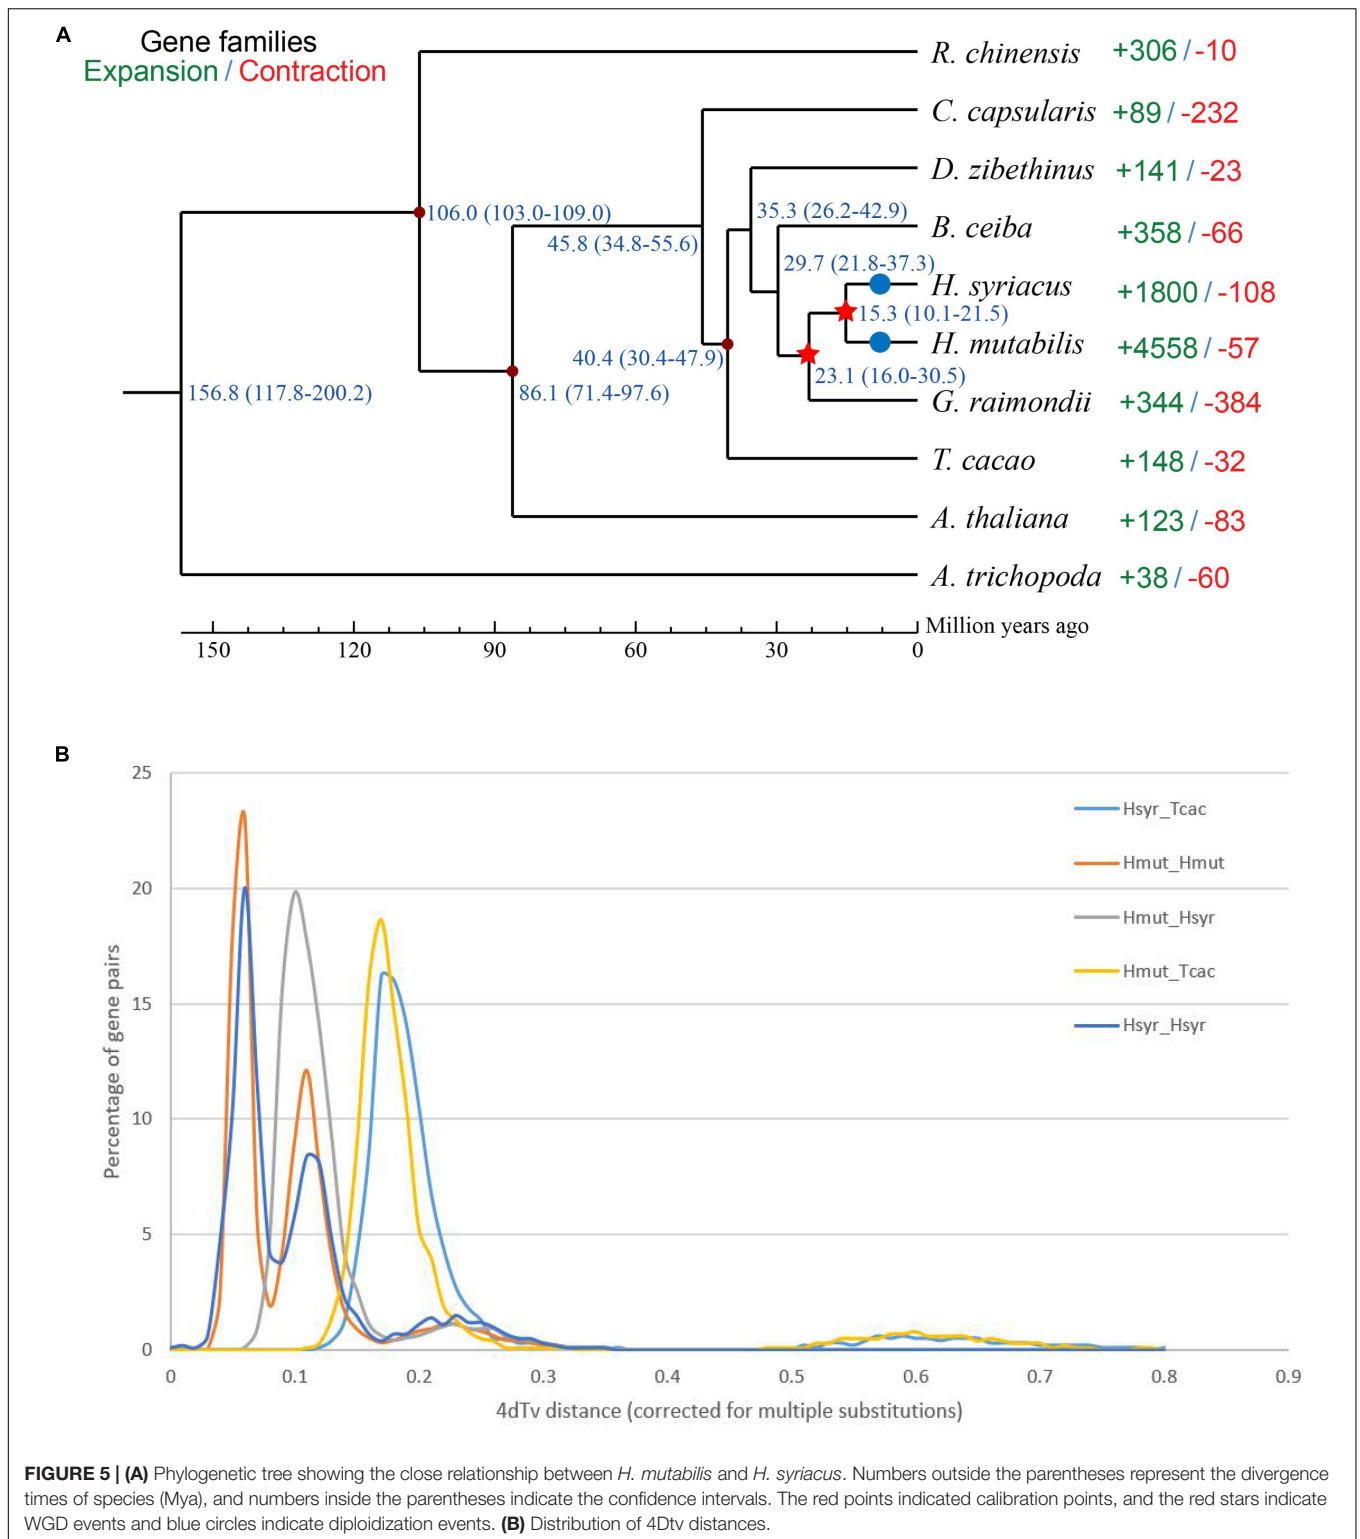 A
Gene families
Expansion / Contraction
R. chinensis +306 / -10
C. capsularis +89 / -232
D. zibethinus +141 / -23
35.3 (26.2-42.9)
106.0 (103.0-109.0)
B. ceiba +358 / -66
45.8 (34.8-55.6)
29.7 (21.8-37.3)
H. syriacus +1800 / -108
15.3 (10.1-21.5)
H. mutabilis +4558 / -57
40.4 (30.4-47.9)
23.1 (16.0-30.5)
156.8 (117.8-200.2)
86.1 (71.4-97.6)
G. raimondii +344 / -384
T. cacao +148 / -32
A. thaliana +123 / -83
A. trichopoda +38 / -60
Million years ago
150 120 90 60 30 0
B
25
20
15
10
5
0
Percentage of gene pairs
Hsyr_Tcac
Hmut_Hmut
Hmut_Hsyr
Hmut_Tcac
Hsyr_Hsyr
0 0.1 0.2 0.3 0.4 0.5 0.6 0.7 0.8 0.9
4dTv distance (corrected for multiple substitutions)
FIGURE 5 | (A) Phylogenetic tree showing the close relationship between H. mutabilis and H. syriacus. Numbers outside the parentheses represent the divergence
times of species (Mya), and numbers inside the parentheses indicate the confidence intervals. The red points indicated calibration points, and the red stars indicate
WGD events and blue circles indicate diploidization events. (B) Distribution of 4Dtv distances.